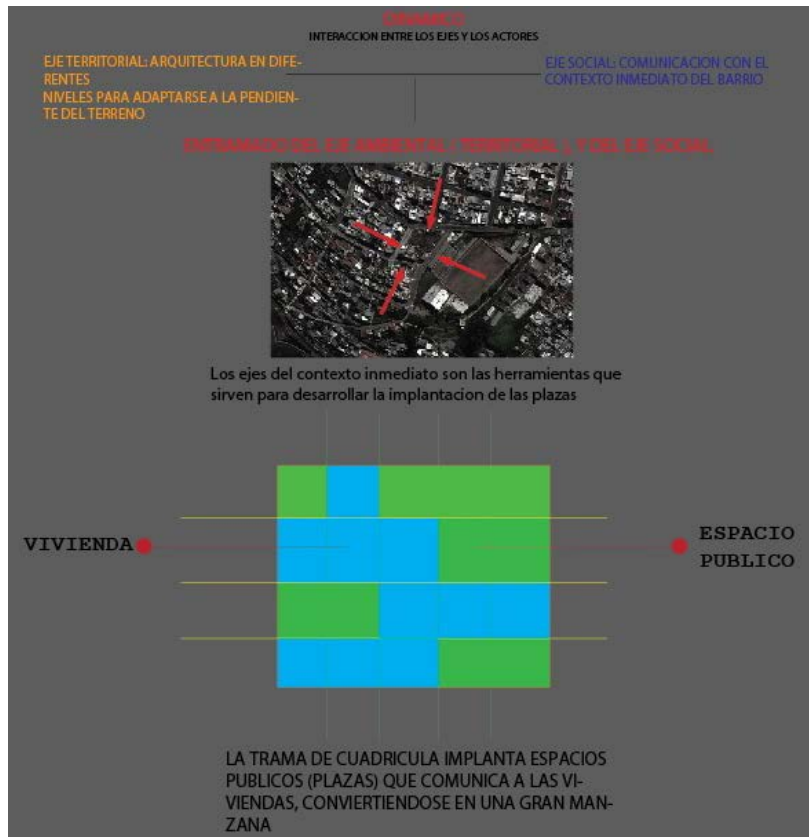 DINAMICO
INTERACCION ENTRE LOS EJES Y LOS ACTORES
EJE TERRITORIAL: ARQUITECTURA EN DIFE-
RENTES
NIVELES PARA ADAPTARSE A LA PENDIEN-
TE DEL TERRENO
EJE SOCIAL: COMUNICACION CON EL
CONTEXTO INMEDIATO DEL BARRIO
ENTRAMADO DEL EJE AMBIENTAL ( TERRITORIAL ), Y DEL EJE SOCIAL
Los ejes del contexto inmediato son las herramientas que
sirven para desarrollar la implantacion de las plazas
VIVIENDA
ESPACIO
PUBLICO
LA TRAMA DE CUADRICULA IMPLANTA ESPACIOS
PUBLICOS (PLAZAS) QUE COMUNICA A LAS VI-
VIENDAS, CONVIERTIENDOSE EN UNA GRAN MAN-
ZANA